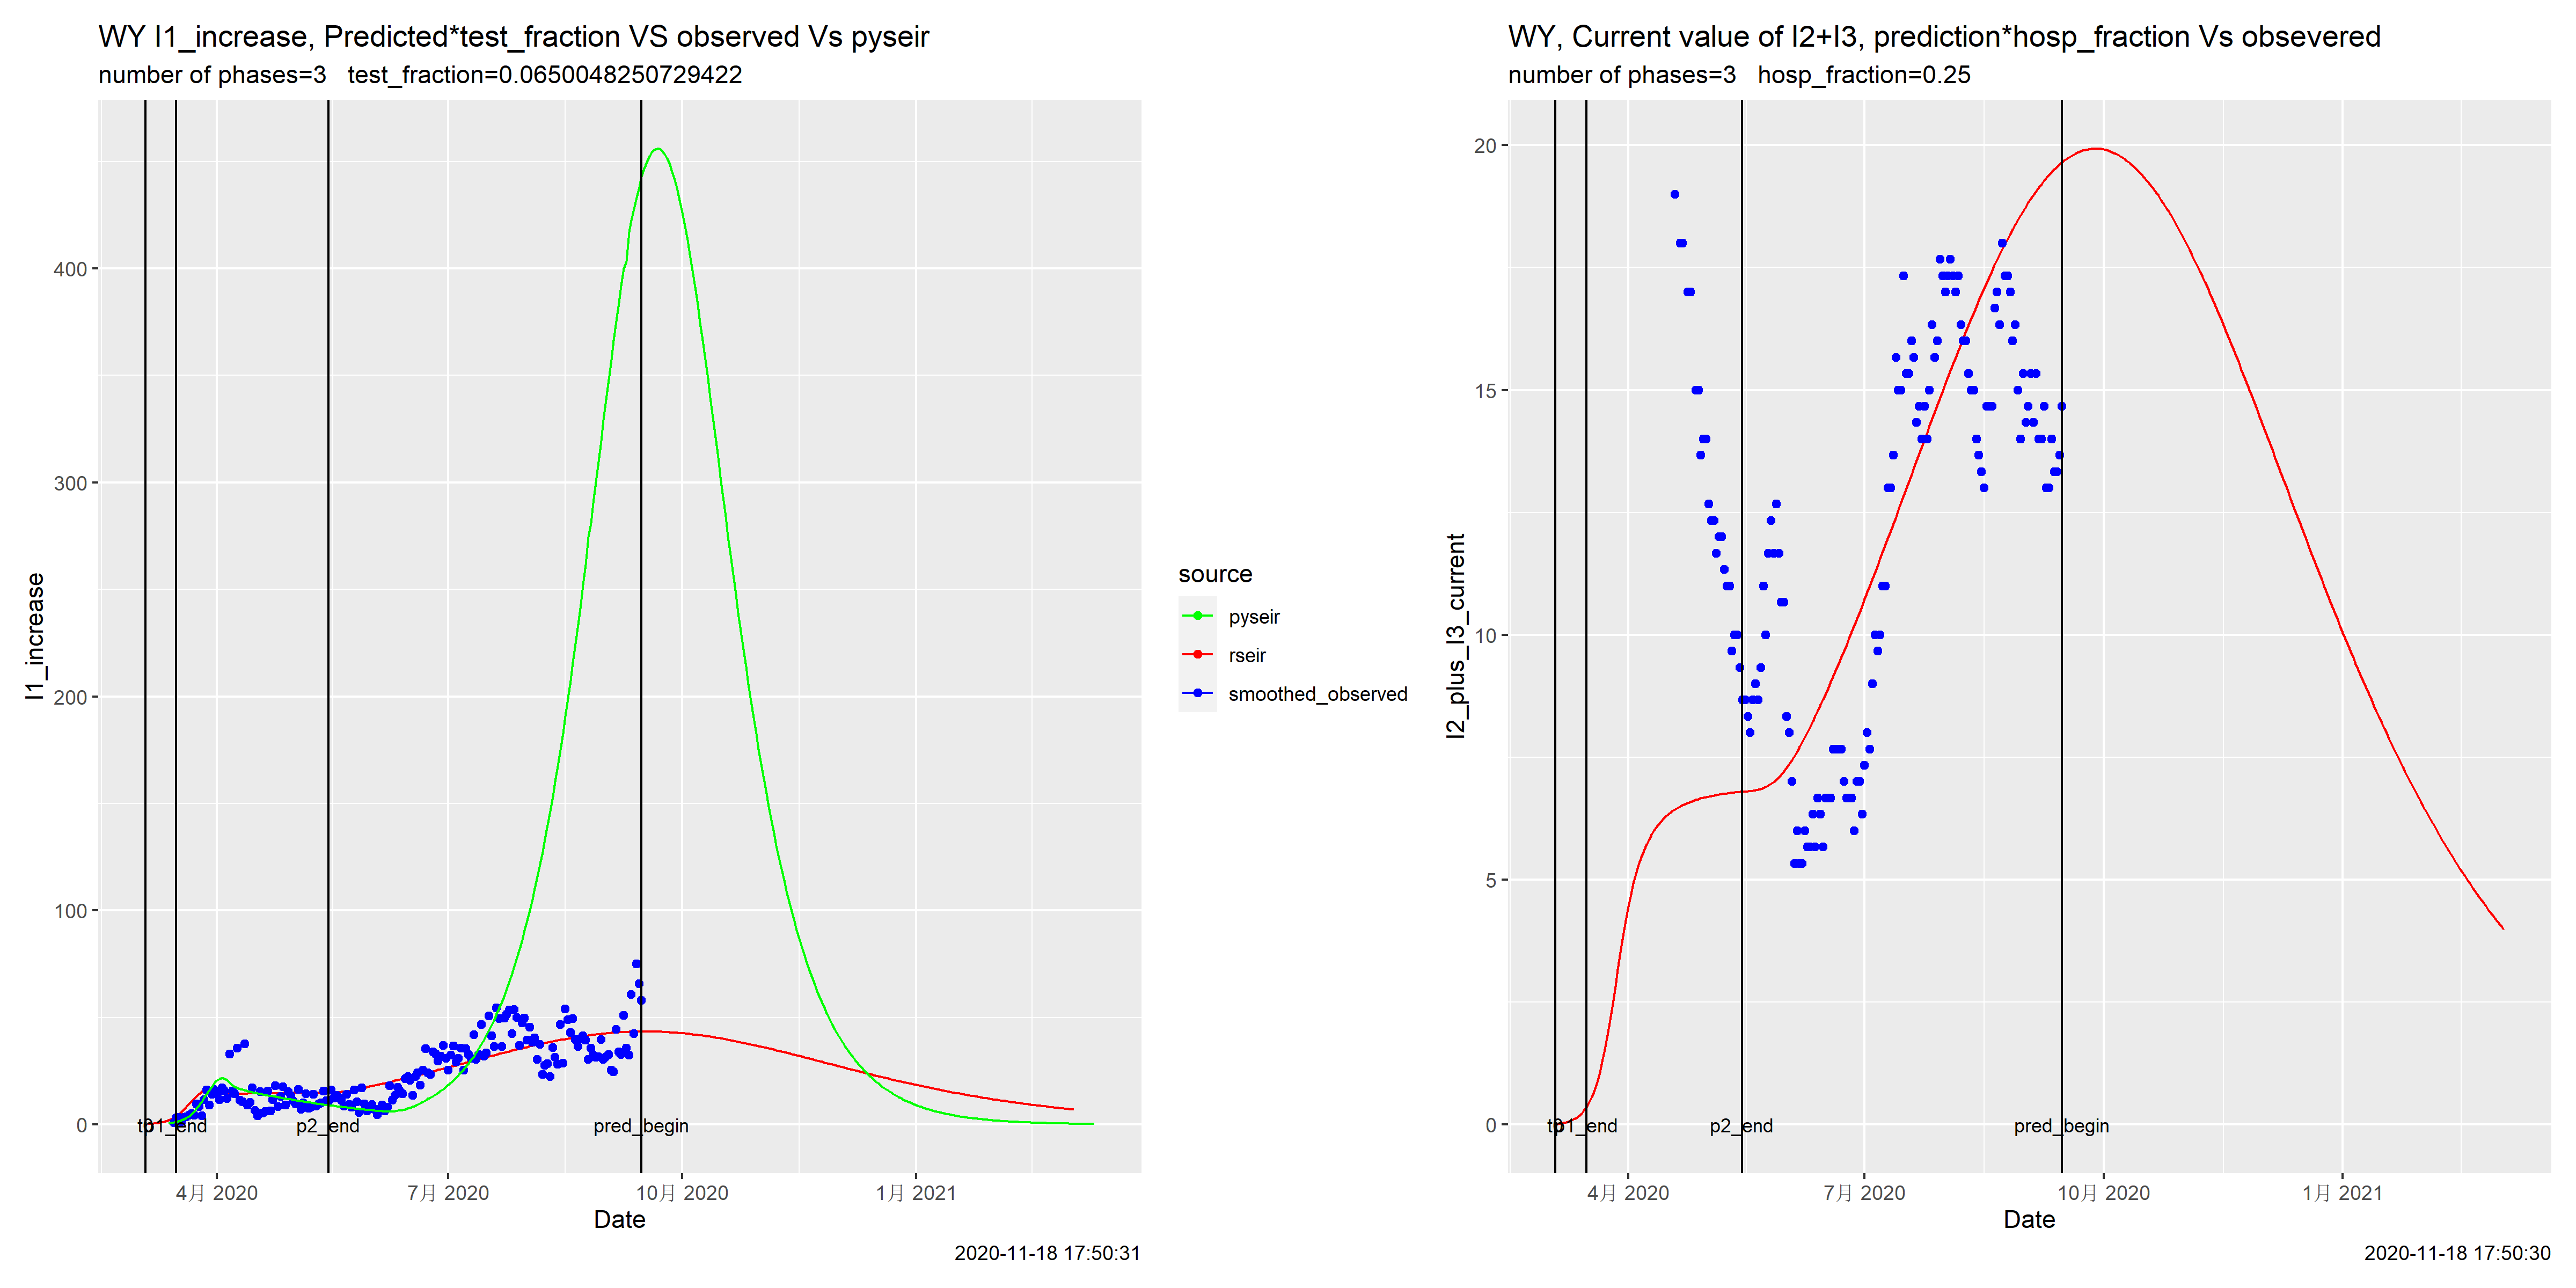 WY I1_increase, Predicted*test_fraction VS observed Vs pyseir
number of phases=3 test_fraction=0.0650048250729422
I1_increase
400
300
200
100
0
t0
p1_end
p2_end
pred_begin
4月 2020
7月 2020
10月 2020
1月 2021
Date
2020-11-18 17:50:31
source
pyseir
rseir
smoothed_observed
WY, Current value of I2+I3, prediction*hosp_fraction Vs obsevered
number of phases=3 hosp_fraction=0.25
I2_plus_I3_current
20
15
10
5
0
t0
p1_end
p2_end
pred_begin
4月 2020
7月 2020
10月 2020
1月 2021
Date
2020-11-18 17:50:30